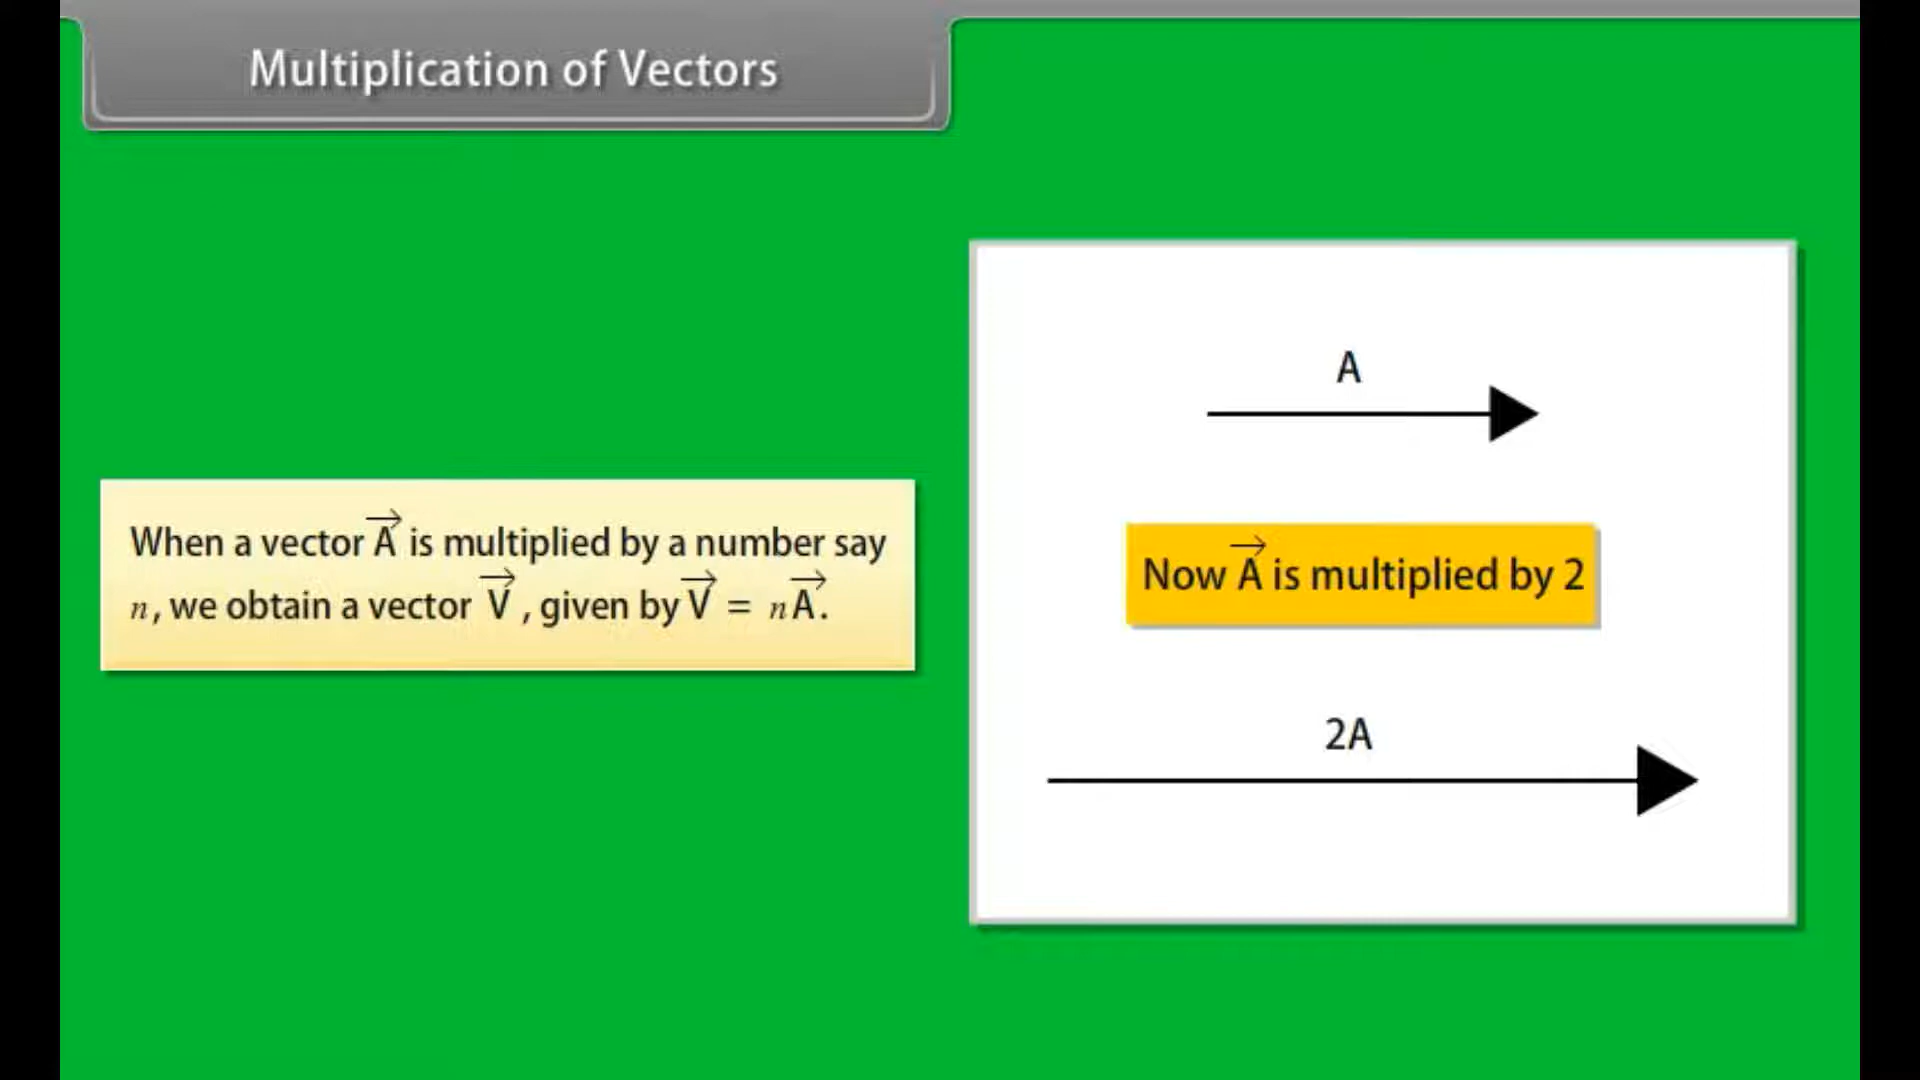 Multiplication of Vectors
When a vector A⃗ is multiplied by a number say
n, we obtain a vector V⃗, given by V⃗ = nA⃗.
A
Now A⃗ is multiplied by 2
2A